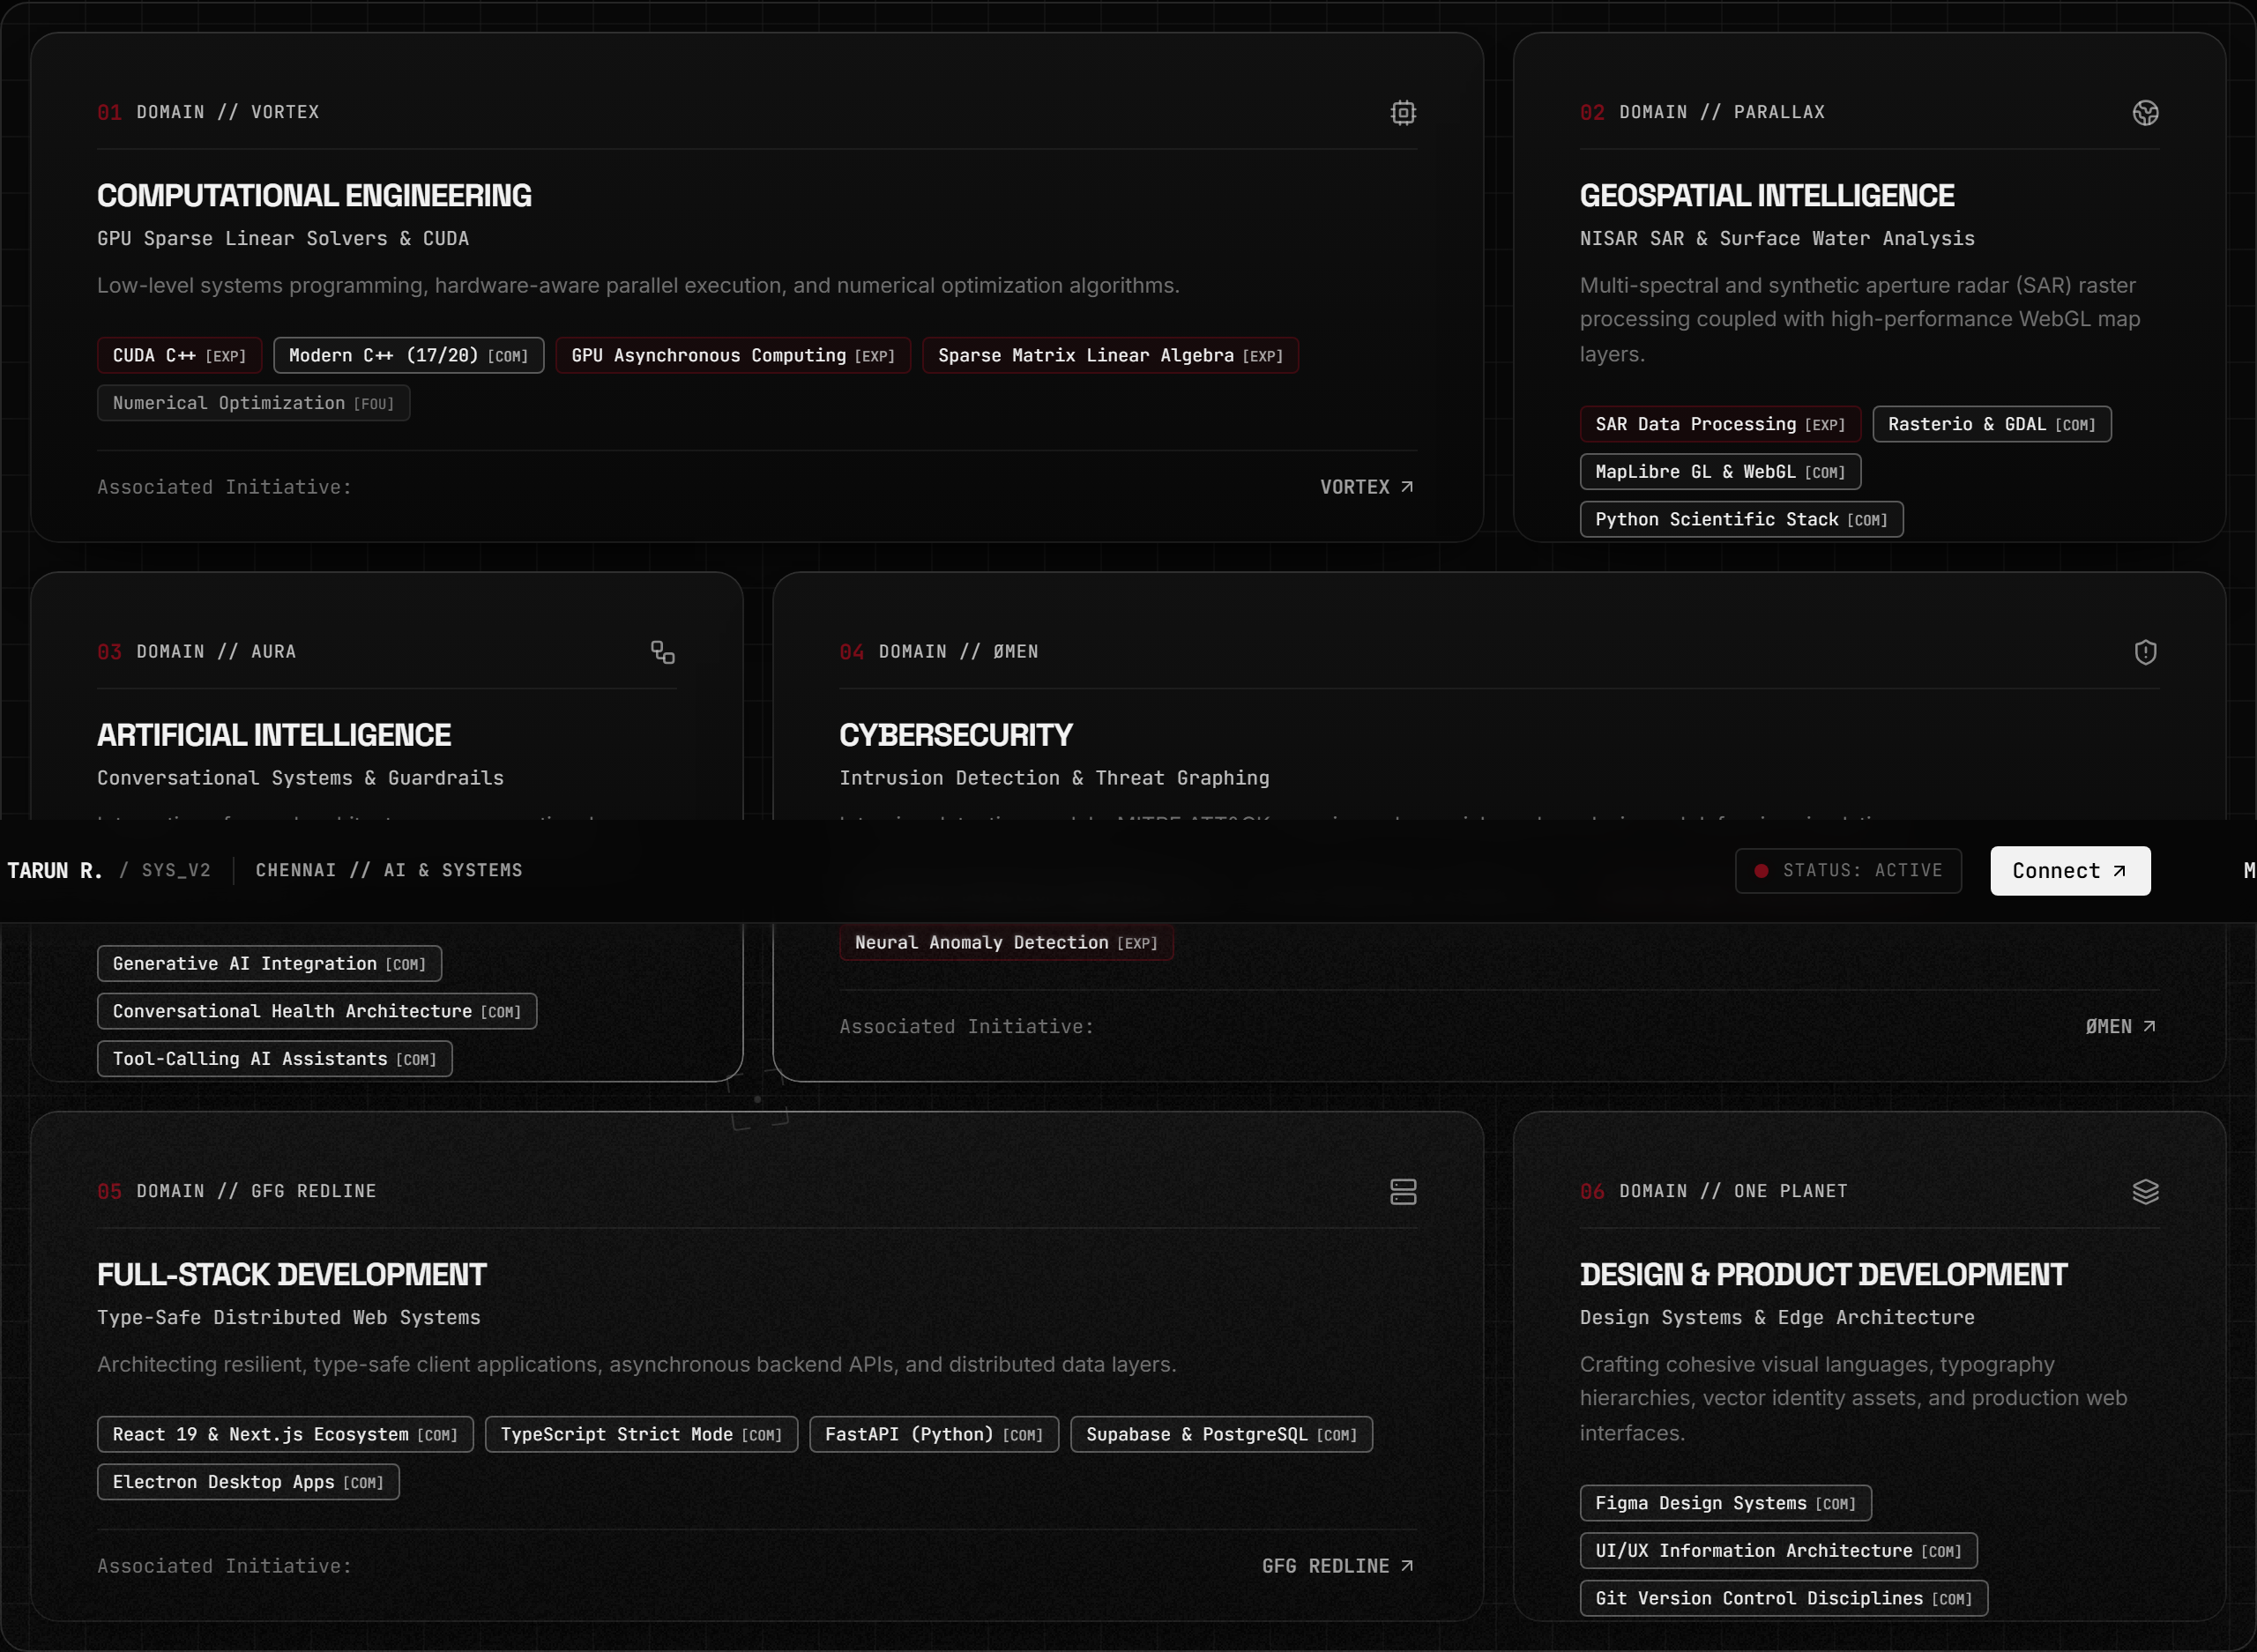 01 DOMAIN // VORTEX
COMPUTATIONAL ENGINEERING
GPU Sparse Linear Solvers & CUDA
Low-level systems programming, hardware-aware parallel execution, and numerical optimization algorithms.
CUDA C++ [EXP] Modern C++ (17/20) [COM] GPU Asynchronous Computing [EXP] Sparse Matrix Linear Algebra [EXP]
Numerical Optimization [FOU]
Associated Initiative: VORTEX
02 DOMAIN // PARALLAX
GEOSPATIAL INTELLIGENCE
NISAR SAR & Surface Water Analysis
Multi-spectral and synthetic aperture radar (SAR) raster
processing coupled with high-performance WebGL map
layers.
SAR Data Processing [EXP] Rasterio & GDAL [COM]
MapLibre GL & WebGL [COM]
Python Scientific Stack [COM]
03 DOMAIN // AURA
ARTIFICIAL INTELLIGENCE
Conversational Systems & Guardrails
04 DOMAIN // ØMEN
CYBERSECURITY
Intrusion Detection & Threat Graphing
TARUN R. / SYS_V2 CHENNAI // AI & SYSTEMS STATUS: ACTIVE Connect
Generative AI Integration [COM]
Conversational Health Architecture [COM]
Tool-Calling AI Assistants [COM]
Neural Anomaly Detection [EXP]
Associated Initiative: ØMEN
05 DOMAIN // GFG REDLINE
FULL-STACK DEVELOPMENT
Type-Safe Distributed Web Systems
Architecting resilient, type-safe client applications, asynchronous backend APIs, and distributed data layers.
React 19 & Next.js Ecosystem [COM] TypeScript Strict Mode [COM] FastAPI (Python) [COM] Supabase & PostgreSQL [COM]
Electron Desktop Apps [COM]
Associated Initiative: GFG REDLINE
06 DOMAIN // ONE PLANET
DESIGN & PRODUCT DEVELOPMENT
Design Systems & Edge Architecture
Crafting cohesive visual languages, typography
hierarchies, vector identity assets, and production web
interfaces.
Figma Design Systems [COM]
UI/UX Information Architecture [COM]
Git Version Control Disciplines [COM]